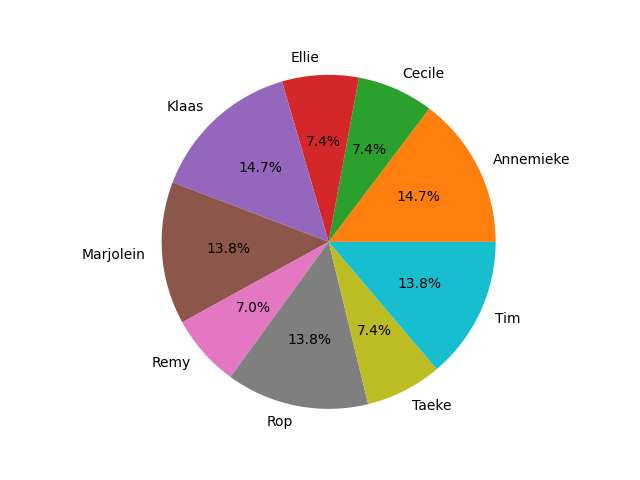 Ellie
Cecile
Klaas
7.4%
7.4%
Annemieke
14.7%
14.7%
Marjolein
13.8%
13.8%
7.0%
Tim
13.8%
7.4%
Remy
Taeke
Rop